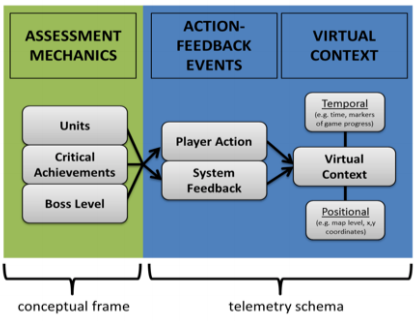 ASSESSMENT
MECHANICS
ACTION-
FEEDBACK
EVENTS
VIRTUAL
CONTEXT
Units
Critical
Achievements
Boss Level
Player Action
System
Feedback
Temporal
(e.g. time, markers
of game progress)
Virtual
Context
Positional
(e.g. map level, x,y
coordinates)
conceptual frame
telemetry schema